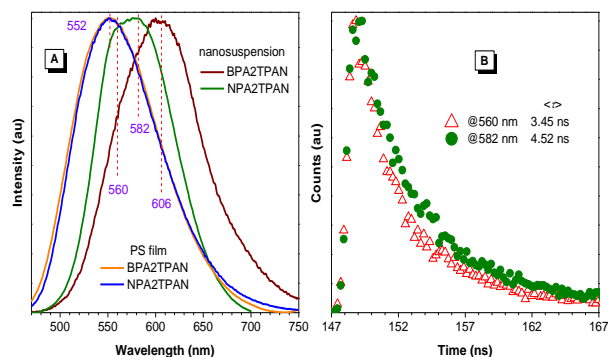 552
A
nanosuspension
BPA2TPAN
NPA2TPAN
582
560
606
PS film
BPA2TPAN
NPA2TPAN
Intensity (au)
500 550 600 650 700 750
Wavelength (nm)
B
<τ>
@560 nm 3.45 ns
@582 nm 4.52 ns
Counts (au)
147 152 157 162 167
Time (ns)